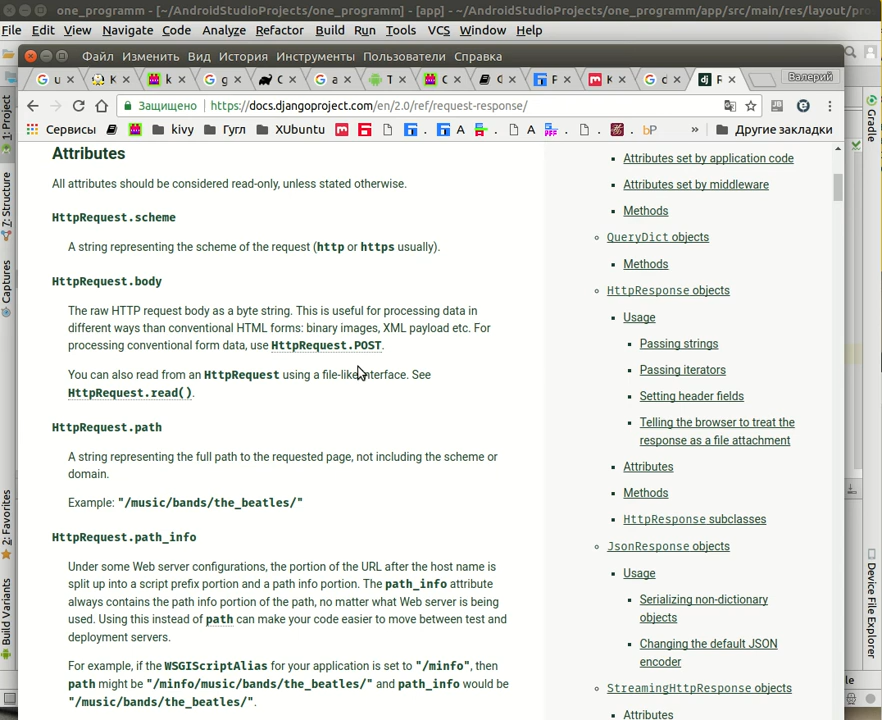 one_programm - [~/AndroidStudioProjects/one_programm] - [app] - ~/AndroidStudioProjects/one_programm/app/src/main/res/layout/pro
File Edit View Navigate Code Analyze Refactor Build Run Tools VCS Window Help
Файл Изменить Вид История Инструменты Пользователи Справка
Валерий
Защищено https://docs.djangoproject.com/en/2.0/ref/request-response/
Сервисы kivy Гугл XUbuntu A A bP » Другие закладки
1: Project
7: Structure
Captures
2: Favorites
Build Variants
Gradle
Device File Explorer
Attributes
All attributes should be considered read-only, unless stated otherwise.
HttpRequest.scheme
A string representing the scheme of the request (http or https usually).
HttpRequest.body
The raw HTTP request body as a byte string. This is useful for processing data in
different ways than conventional HTML forms: binary images, XML payload etc. For
processing conventional form data, use HttpRequest.POST.
You can also read from an HttpRequest using a file-like interface. See
HttpRequest.read().
HttpRequest.path
A string representing the full path to the requested page, not including the scheme or
domain.
Example: "/music/bands/the_beatles/"
HttpRequest.path_info
Under some Web server configurations, the portion of the URL after the host name is
split up into a script prefix portion and a path info portion. The path_info attribute
always contains the path info portion of the path, no matter what Web server is being
used. Using this instead of path can make your code easier to move between test and
deployment servers.
For example, if the WSGIScriptAlias for your application is set to "/minfo", then
path might be "/minfo/music/bands/the_beatles/" and path_info would be
"/music/bands/the_beatles/".
Attributes set by application code
Attributes set by middleware
Methods
QueryDict objects
Methods
HttpResponse objects
Usage
Passing strings
Passing iterators
Setting header fields
Telling the browser to treat the
response as a file attachment
Attributes
Methods
HttpResponse subclasses
JsonResponse objects
Usage
Serializing non-dictionary
objects
Changing the default JSON
encoder
StreamingHttpResponse objects
Attributes